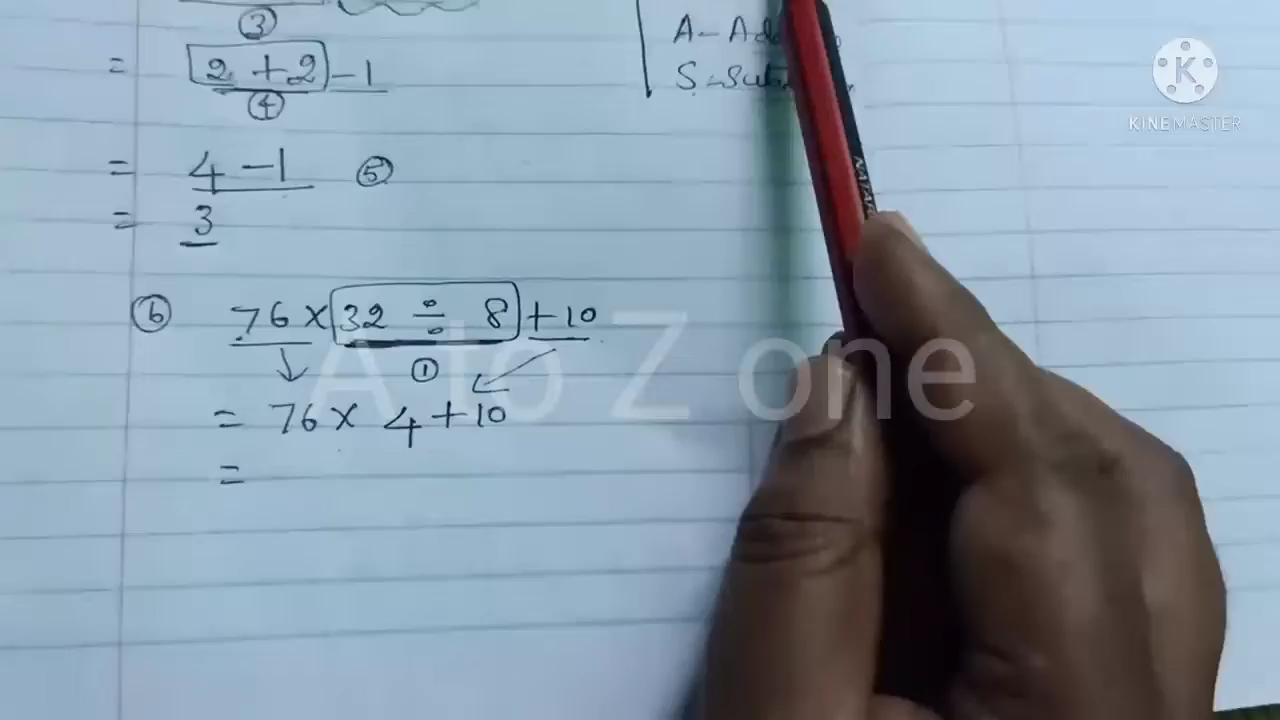 ③
= 2 + 2 - 1
④
= 4 - 1 ⑤
= 3
A - Add
S - Sub
KINEMASTER
⑥ 76 × 32 ÷ 8 + 10
①
= 76 × 4 + 10
=
A to Z one
NATARAJ